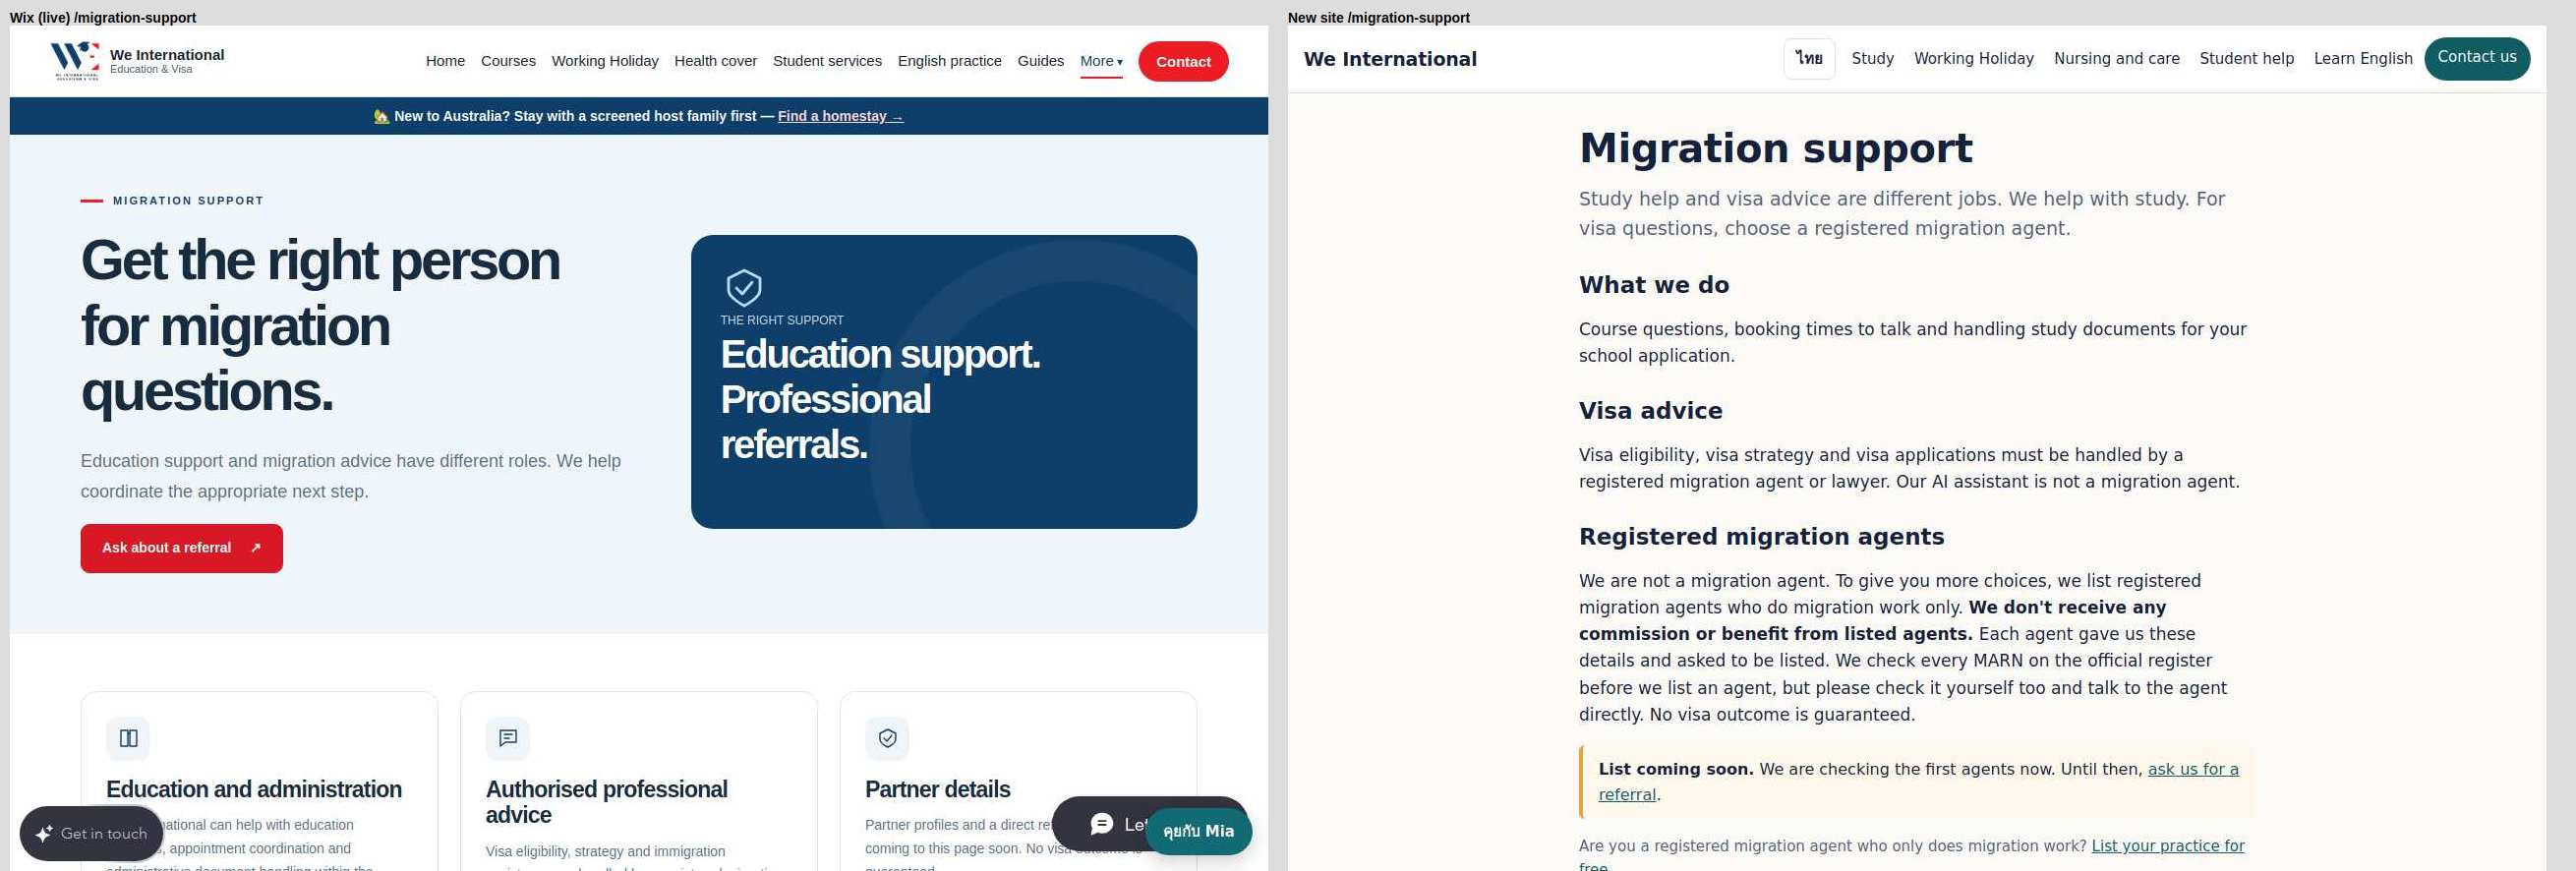 Wix (live) /migration-support
We International
Education & Visa
Home Courses Working Holiday Health cover Student services English practice Guides More ▾ Contact
🏡 New to Australia? Stay with a screened host family first — Find a homestay →
MIGRATION SUPPORT
Get the right person
for migration
questions.
Education support and migration advice have different roles. We help
coordinate the appropriate next step.
Ask about a referral ↗
THE RIGHT SUPPORT
Education support.
Professional
referrals.
Education and administration
national can help with education
, appointment coordination and
Authorised professional
advice
Visa eligibility, strategy and immigration
Partner details
Partner profiles and a direct
coming to this page soon. No visa
Get in touch
คุยกับ Mia
New site /migration-support
We International
ไทย Study Working Holiday Nursing and care Student help Learn English Contact us
Migration support
Study help and visa advice are different jobs. We help with study. For
visa questions, choose a registered migration agent.
What we do
Course questions, booking times to talk and handling study documents for your
school application.
Visa advice
Visa eligibility, visa strategy and visa applications must be handled by a
registered migration agent or lawyer. Our AI assistant is not a migration agent.
Registered migration agents
We are not a migration agent. To give you more choices, we list registered
migration agents who do migration work only. We don't receive any
commission or benefit from listed agents. Each agent gave us these
details and asked to be listed. We check every MARN on the official register
before we list an agent, but please check it yourself too and talk to the agent
directly. No visa outcome is guaranteed.
List coming soon. We are checking the first agents now. Until then, ask us for a
referral.
Are you a registered migration agent who only does migration work? List your practice for
free